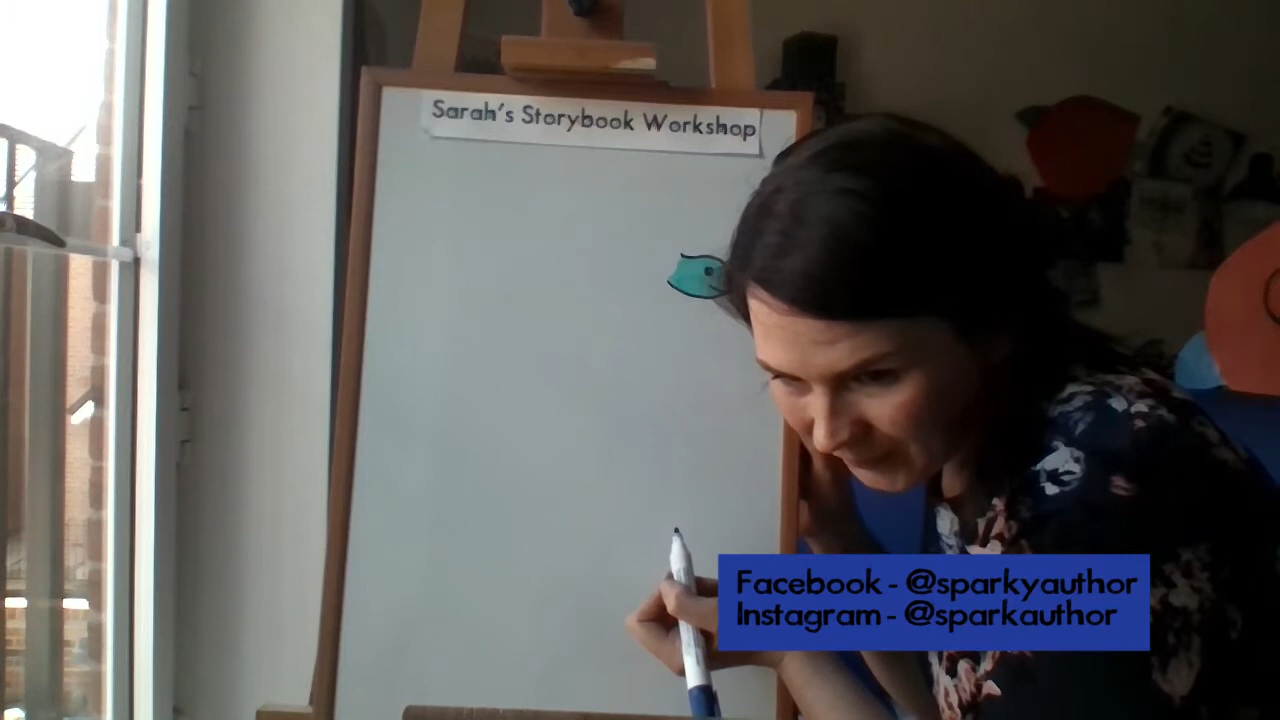 Sarah's Storybook Workshop
Facebook - @sparkyauthor
Instagram - @sparkauthor